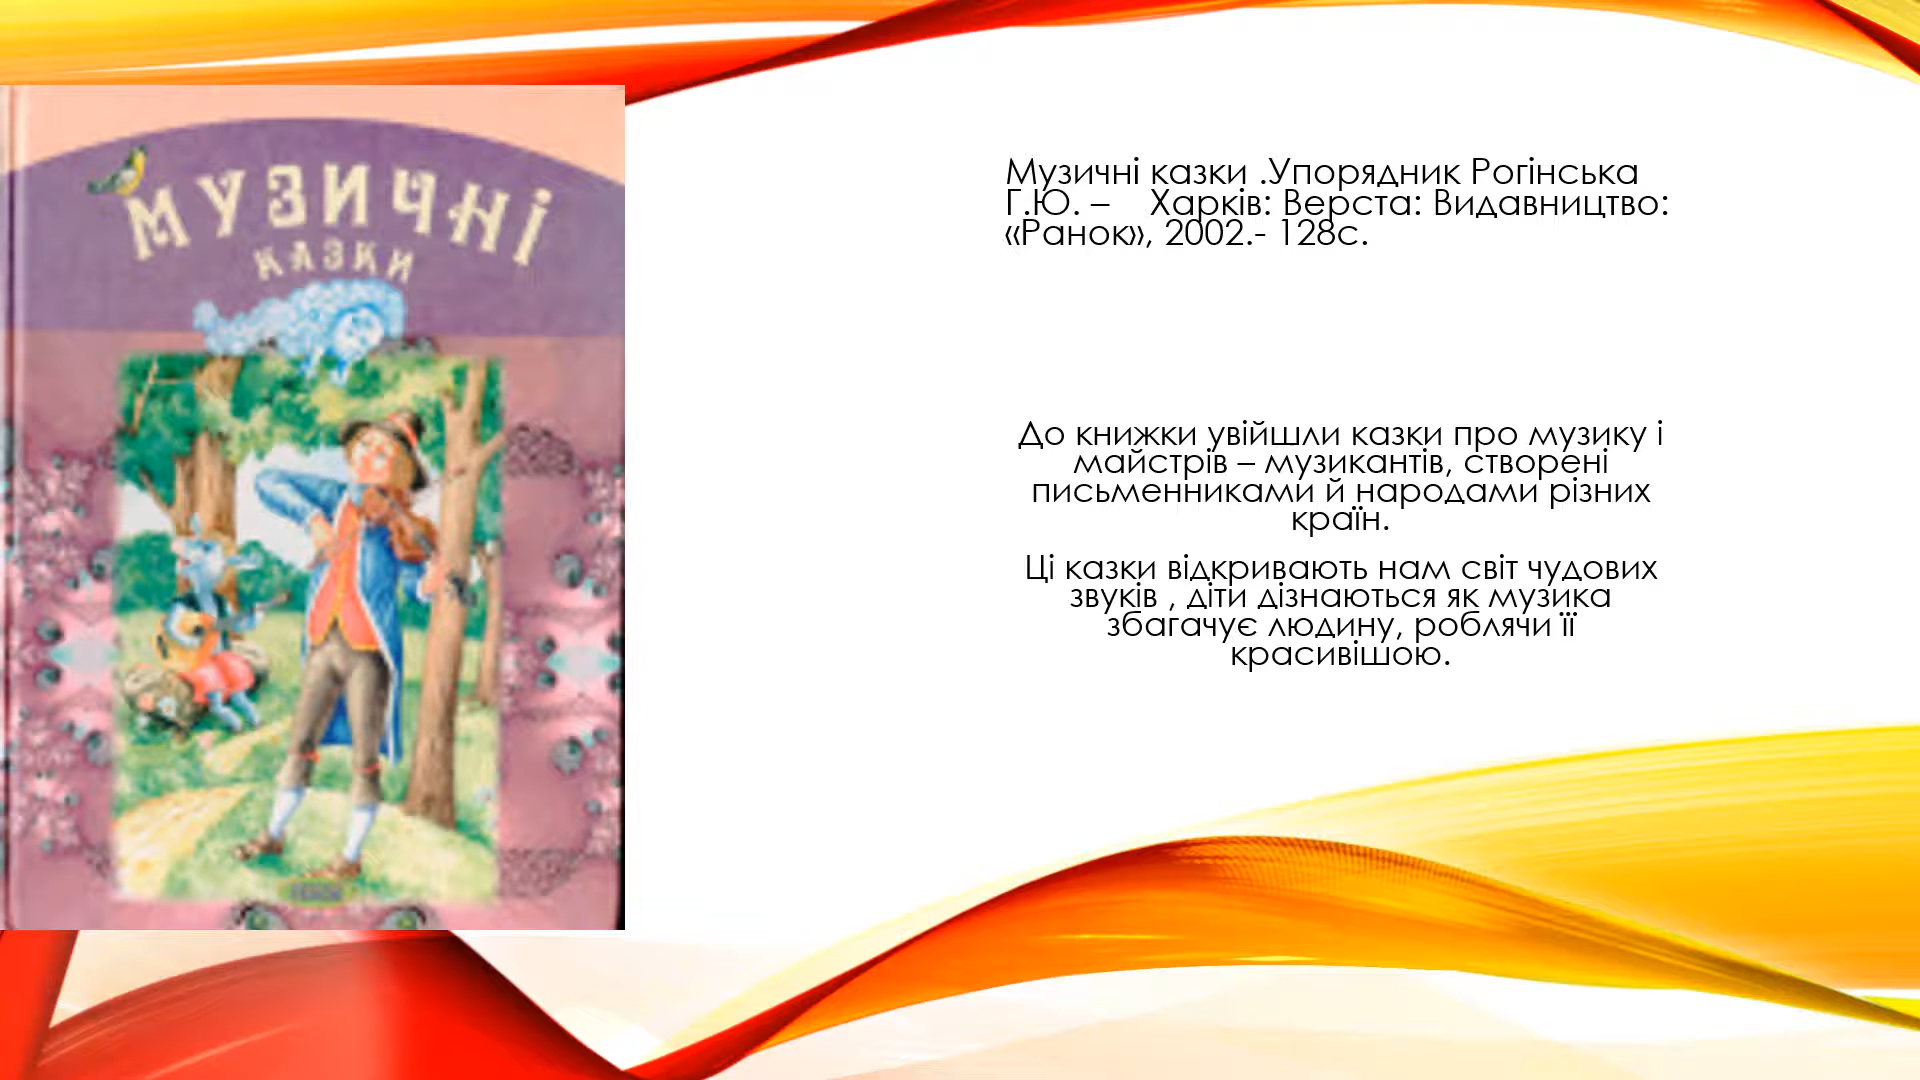 МУЗИЧНІ
КАЗКИ
Музичні казки .Упорядник Рогінська
Г.Ю. – Харків: Верста: Видавництво:
«Ранок», 2002.- 128с.
До книжки увійшли казки про музику і
майстрів – музикантів, створені
письменниками й народами різних
країн.
Ці казки відкривають нам світ чудових
звуків , діти дізнаються як музика
збагачує людину, роблячи її
красивішою.